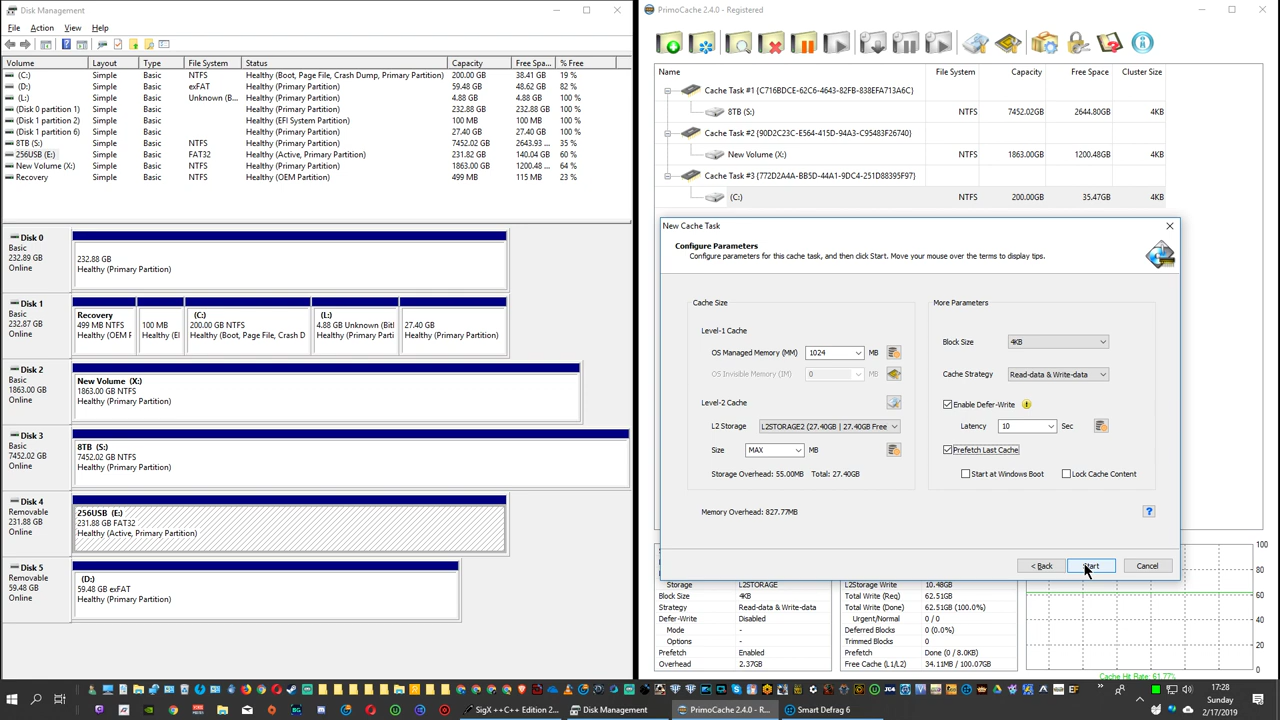 Disk Management
File Action View Help
Volume Layout Type File System Status Capacity Free Spa... % Free
(C:) Simple Basic NTFS Healthy (Boot, Page File, Crash Dump, Primary Partition) 200.00 GB 38.41 GB 19 %
(D:) Simple Basic exFAT Healthy (Primary Partition) 59.48 GB 48.62 GB 82 %
(L:) Simple Basic Unknown (B... Healthy (Primary Partition) 4.88 GB 4.88 GB 100 %
(Disk 0 partition 1) Simple Basic Healthy (Primary Partition) 232.88 GB 232.88 GB 100 %
(Disk 1 partition 2) Simple Basic Healthy (EFI System Partition) 100 MB 100 MB 100 %
(Disk 1 partition 6) Simple Basic Healthy (Primary Partition) 27.40 GB 27.40 GB 100 %
8TB (S:) Simple Basic NTFS Healthy (Primary Partition) 7452.02 GB 2643.93 ... 35 %
256USB (E:) Simple Basic FAT32 Healthy (Active, Primary Partition) 231.82 GB 140.04 GB 60 %
New Volume (X:) Simple Basic NTFS Healthy (Primary Partition) 1863.00 GB 1200.48 ... 64 %
Recovery Simple Basic NTFS Healthy (OEM Partition) 499 MB 115 MB 23 %
Disk 0
Basic
232.89 GB
Online
232.88 GB
Healthy (Primary Partition)
Disk 1
Basic
232.87 GB
Online
Recovery
499 MB NTFS
Healthy (OEM F
100 MB
Healthy (EI
(C:)
200.00 GB NTFS
Healthy (Boot, Page File, Crash D
(L:)
4.88 GB Unknown (Bitl
Healthy (Primary Parti
27.40 GB
Healthy (Primary Partition)
Disk 2
Basic
1863.00 GB
Online
New Volume (X:)
1863.00 GB NTFS
Healthy (Primary Partition)
Disk 3
Basic
7452.02 GB
Online
8TB (S:)
7452.02 GB NTFS
Healthy (Primary Partition)
Disk 4
Removable
231.88 GB
Online
256USB (E:)
231.88 GB FAT32
Healthy (Active, Primary Partition)
Disk 5
Removable
59.48 GB
Online
(D:)
59.48 GB exFAT
Healthy (Primary Partition)
PrimoCache 2.4.0 - Registered
Name File System Capacity Free Space Cluster Size
Cache Task #1 {C716BDCE-62C6-4643-82FB-838EFA713A6C}
8TB (S:) NTFS 7452.02GB 2644.80GB 4KB
Cache Task #2 {90D2C23C-E564-415D-94A3-C95483F26740}
New Volume (X:) NTFS 1863.00GB 1200.48GB 4KB
Cache Task #3 {772D2A4A-BB5D-44A1-9DC4-251D88395F97}
(C:) NTFS 200.00GB 35.47GB 4KB
New Cache Task
Configure Parameters
Configure parameters for this cache task, and then click Start. Move your mouse over the terms to display tips.
Cache Size
Level-1 Cache
OS Managed Memory (MM) 1024 MB
OS Invisible Memory (IM) 0 MB
Level-2 Cache
L2 Storage L2STORAGE2 (27.40GB | 27.40GB Free
Size MAX MB
Storage Overhead: 55.00MB Total: 27.40GB
Memory Overhead: 827.77MB
More Parameters
Block Size 4KB
Cache Strategy Read-data & Write-data
Enable Defer-Write
Latency 10 Sec
Prefetch Last Cache
Start at Windows Boot Lock Cache Content
?
< Back Start Cancel
Storage L2STORAGE
Block Size 4KB
Strategy Read-data & Write-data
Defer-Write Disabled
Mode -
Options -
Prefetch Enabled
Overhead 2.37GB
L2Storage Write 10.48GB
Total Write (Req) 62.51GB
Total Write (Done) 62.51GB (100.0%)
Urgent/Normal 0 / 0
Deferred Blocks 0 (0.0%)
Trimmed Blocks 0
Prefetch Done (0 / 8.0KB)
Free Cache (L1/L2) 34.11MB / 100.07GB
100
80
60
40
20
0
Cache Hit Rate: 61.77%
SigX ++C++ Edition 2...
Disk Management
PrimoCache 2.4.0 - R...
Smart Defrag 6
17:28
Sunday
2/17/2019